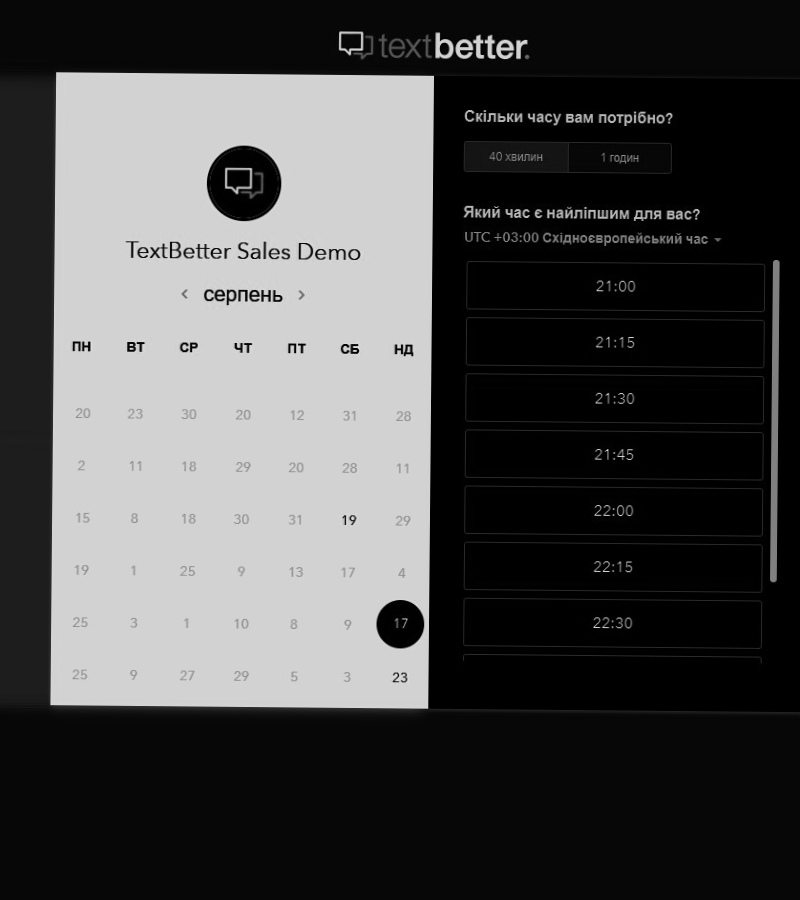 textbetter.
TextBetter Sales Demo
серпень
ПН ВТ СР ЧТ ПТ СБ НД
20 23 30 20 12 31 28
2 11 18 29 20 28 11
15 8 18 30 31 19 29
19 1 25 9 13 17 4
25 3 1 10 8 9 17
25 9 27 29 5 3 23
Скільки часу вам потрібно?
40 хвилин 1 годин
Який час є найліпшим для вас?
UTC +03:00 Східноєвропейський час
21:00
21:15
21:30
21:45
22:00
22:15
22:30